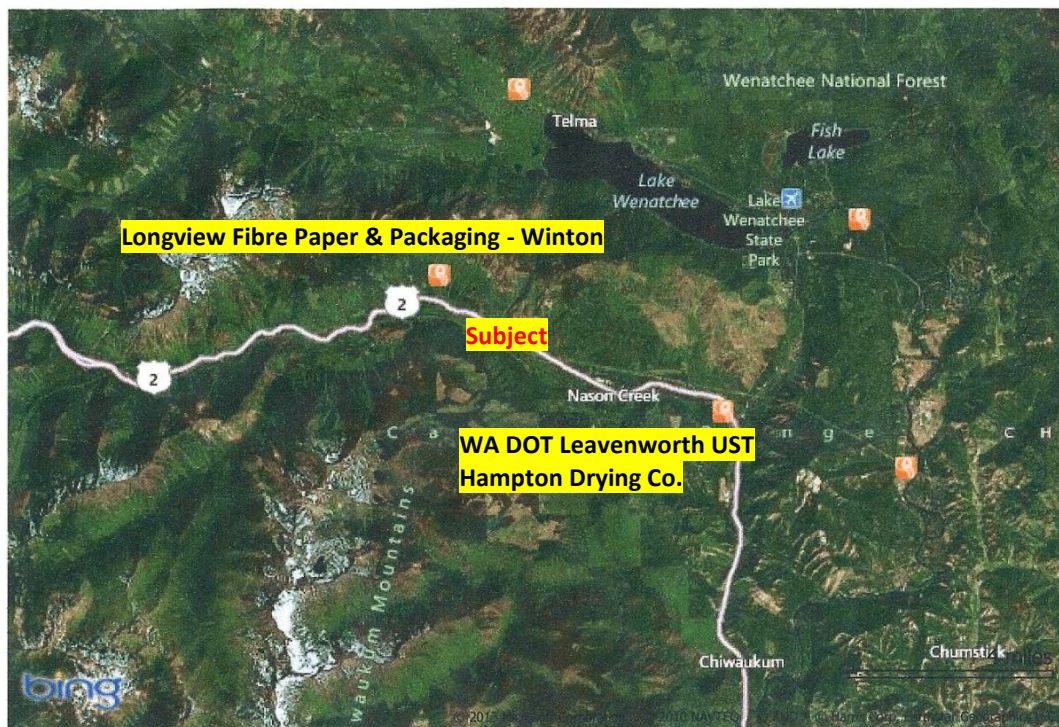 Wenatchee National Forest
Telma
Fish
Lake
Lake
Wenatchee
Lake
Wenatchee
State
Park
Longview Fibre Paper & Packaging - Winton
2
Subject
2
Nason Creek
WA DOT Leavenworth UST
Hampton Drying Co.
Mountains
Chiwaukum
Chumstick
miles
bing